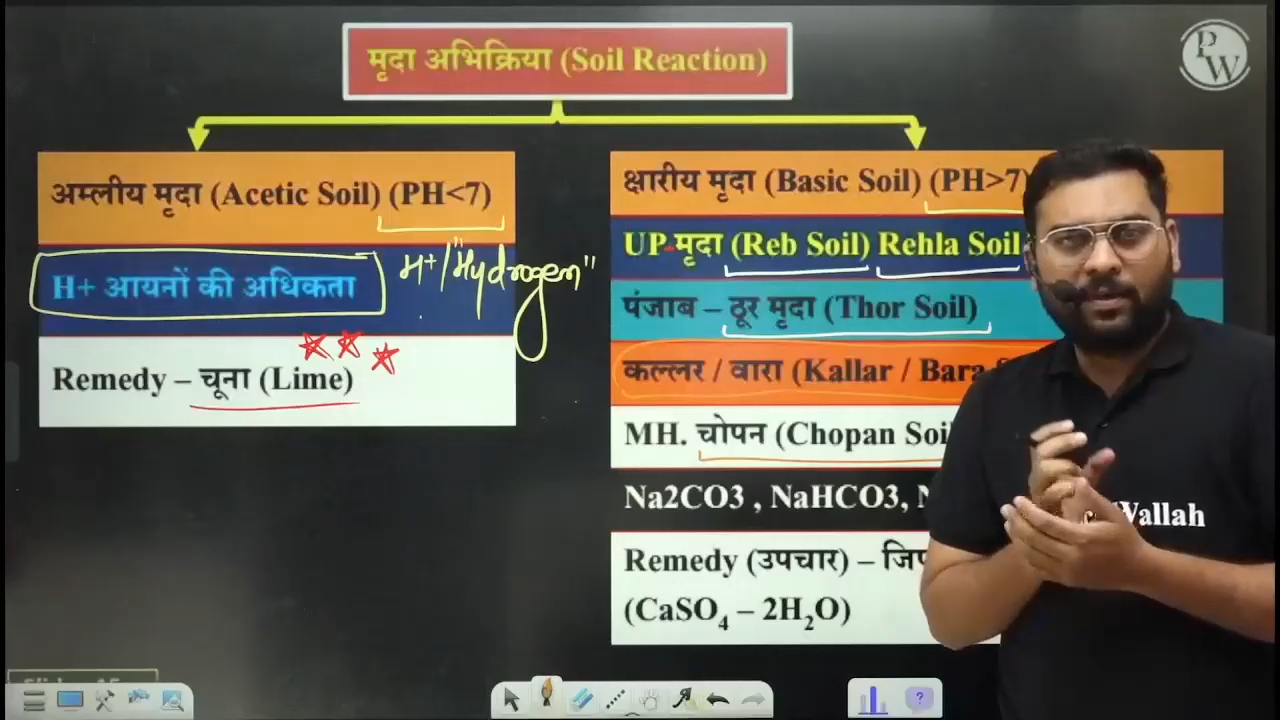 मृदा अभिक्रिया (Soil Reaction)
PW
अम्लीय मृदा (Acetic Soil) (PH<7)
H+ आयनों की अधिकता
H+/"Hydrogen"
Remedy – चूना (Lime)
क्षारीय मृदा (Basic Soil) (PH>7)
UP-मृदा (Reb Soil) Rehla Soil
पंजाब – ठूर मृदा (Thor Soil)
कल्लर / वारा (Kallar / Bara
MH. चोपन (Chopan Soil
Na2CO3 , NaHCO3,
Remedy (उपचार) –
(CaSO₄ – 2H₂O)
Wallah